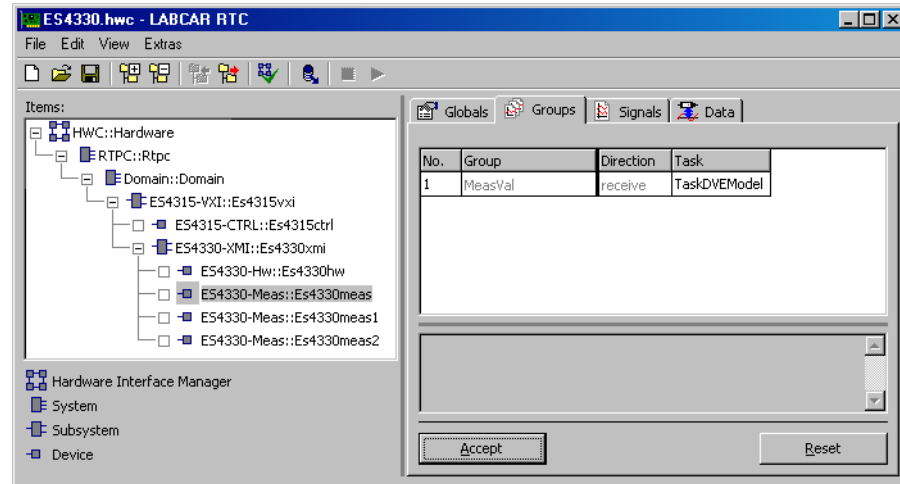 ES4330.hwc - LABCAR RTC
File Edit View Extras
Items:
HWC::Hardware
RTPC::Rtpc
Domain::Domain
ES4315-VXI::Es4315vxi
ES4315-CTRL::Es4315ctrl
ES4330-XMI::Es4330xmi
ES4330-Hw::Es4330hw
ES4330-Meas::Es4330meas
ES4330-Meas::Es4330meas1
ES4330-Meas::Es4330meas2
Hardware Interface Manager
System
Subsystem
Device
Globals Groups Signals Data
No. Group Direction Task
1 MeasVal receive TaskDVEModel
Accept Reset